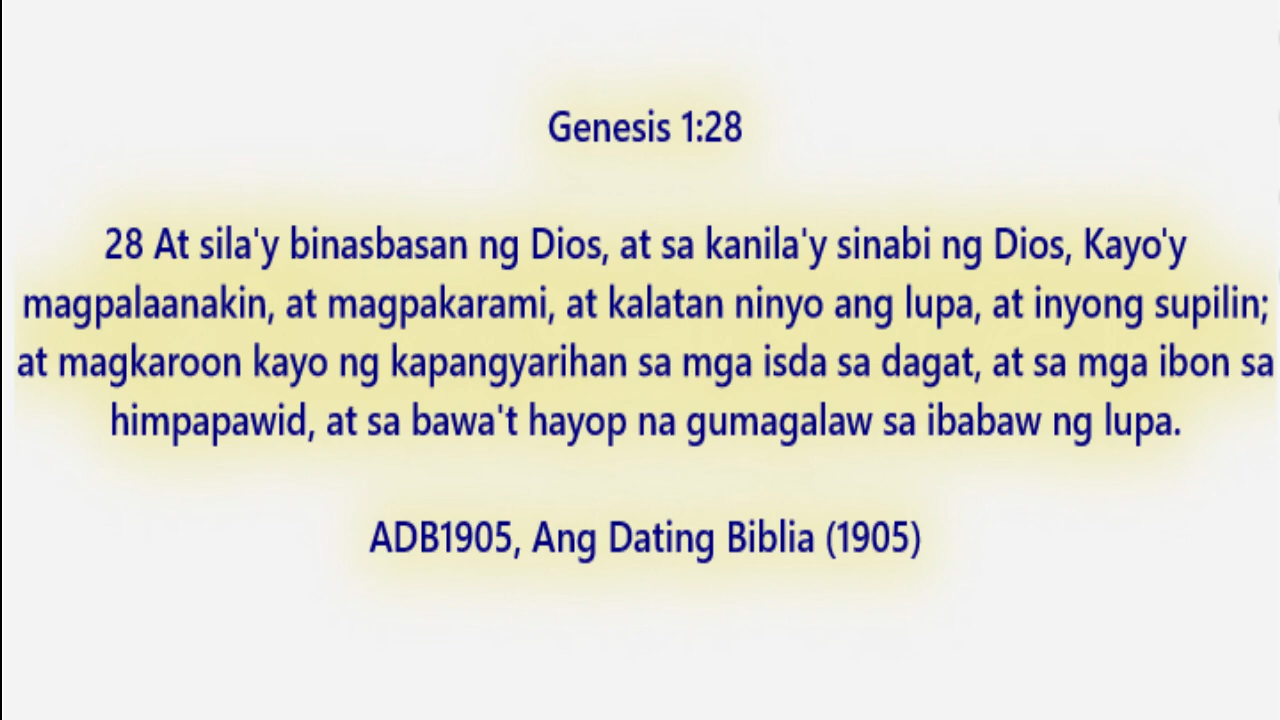 Genesis 1:28
28 At sila'y binasbasan ng Dios, at sa kanila'y sinabi ng Dios, Kayo'y
magpalaanakin, at magpakarami, at kalatan ninyo ang lupa, at inyong supilin;
at magkaroon kayo ng kapangyarihan sa mga isda sa dagat, at sa mga ibon sa
himpapawid, at sa bawa't hayop na gumagalaw sa ibabaw ng lupa.
ADB1905, Ang Dating Biblia (1905)